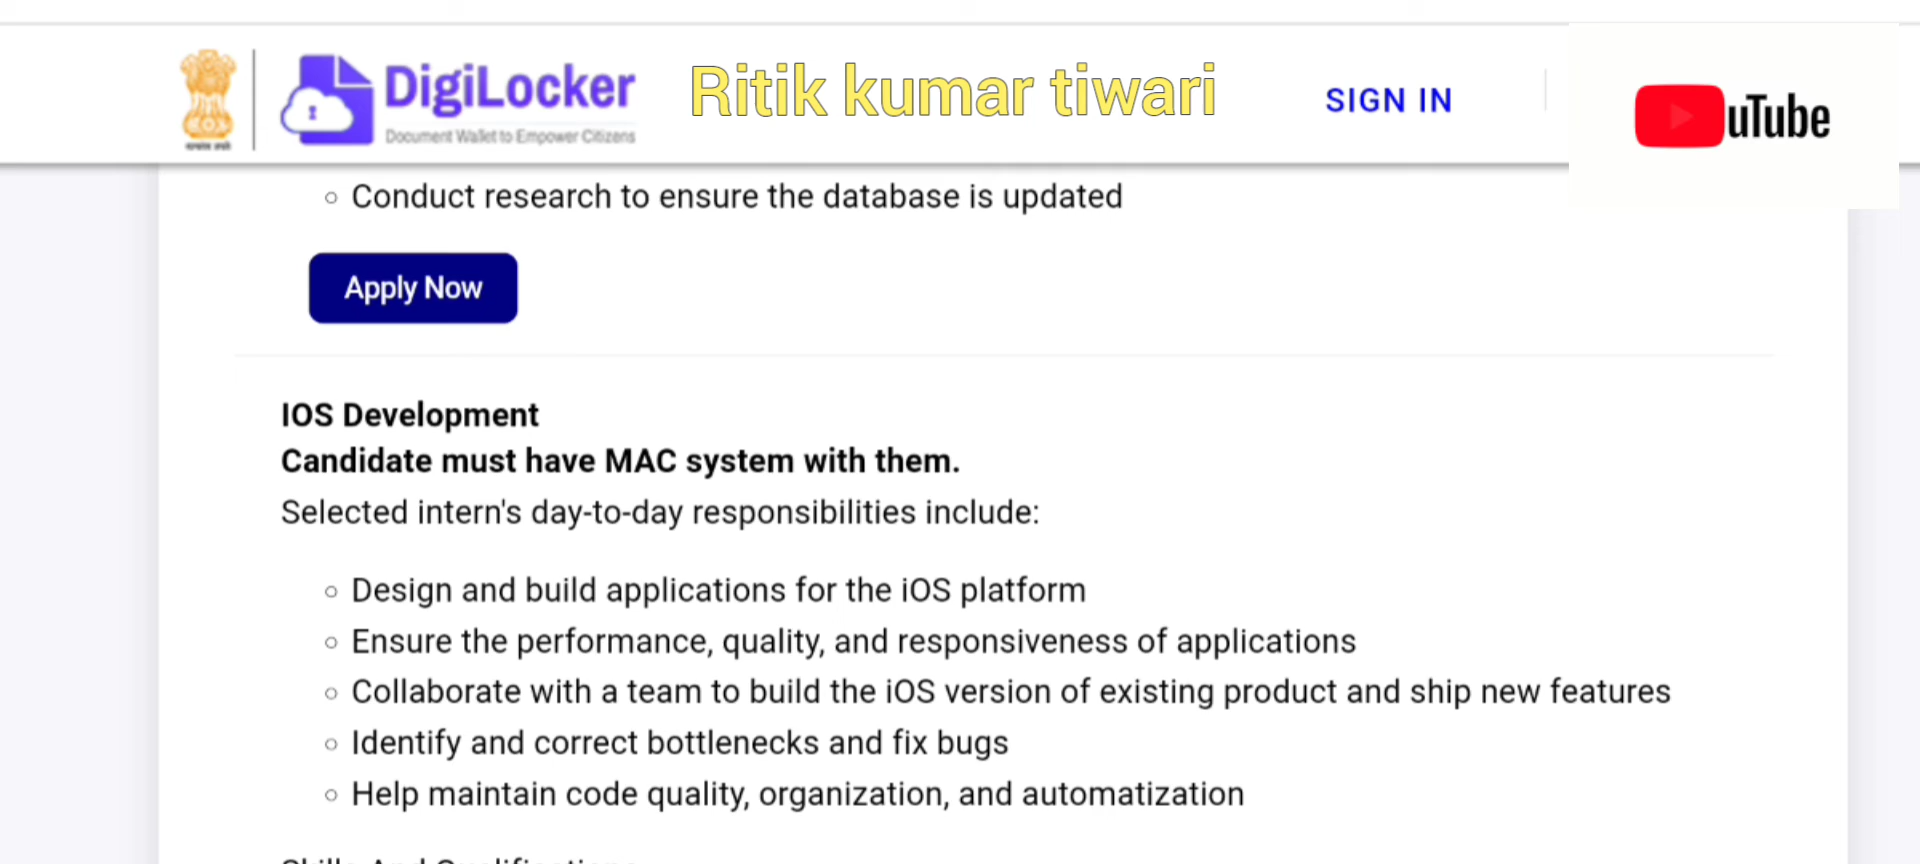 DigiLocker
Document Wallet to Empower Citizens
Ritik kumar tiwari
SIGN IN
uTube
Conduct research to ensure the database is updated
Apply Now
IOS Development
Candidate must have MAC system with them.
Selected intern's day-to-day responsibilities include:
Design and build applications for the iOS platform
Ensure the performance, quality, and responsiveness of applications
Collaborate with a team to build the iOS version of existing product and ship new features
Identify and correct bottlenecks and fix bugs
Help maintain code quality, organization, and automatization